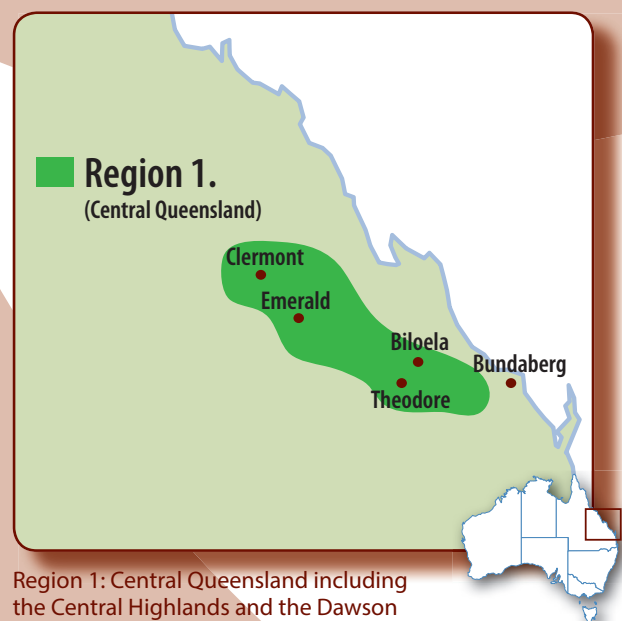 Region 1.
(Central Queensland)
Clermont
Emerald
Biloela
Bundaberg
Theodore
Region 1: Central Queensland including
the Central Highlands and the Dawson